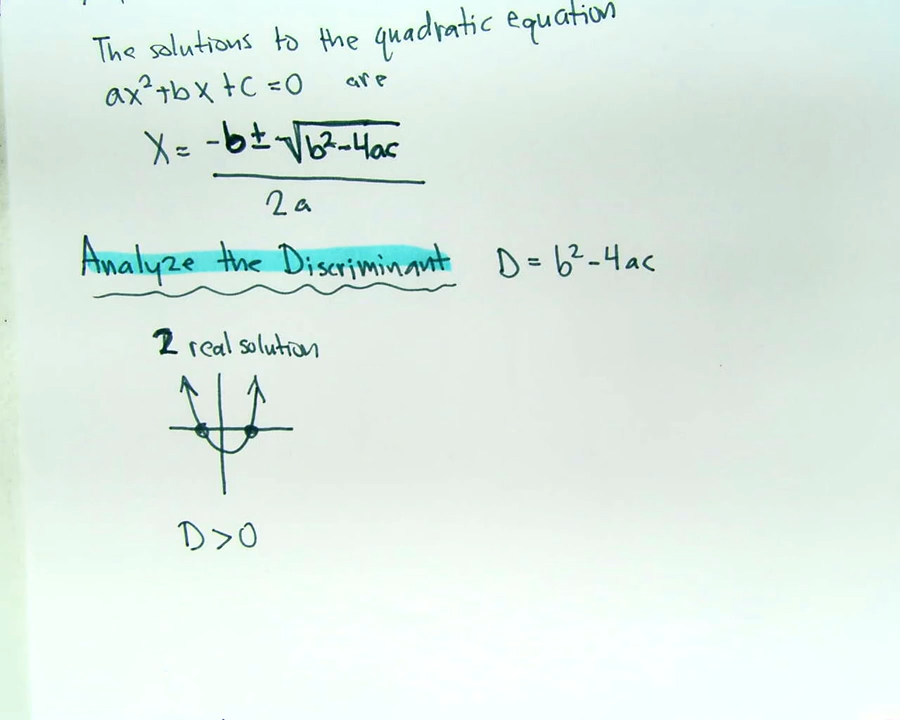 The solutions to the quadratic equation
ax²+bx+c=0 are
x = -b±√b²-4ac
2a
Analyze the Discriminant D = b²-4ac
2 real solution
D>0